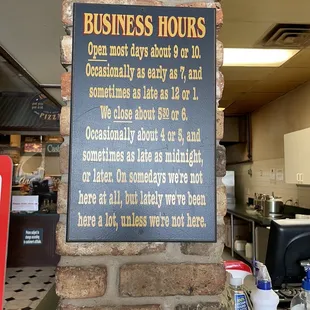 BUSINESS HOURS
Open most days about 9 or 10.
Occasionally as early as 7, and
sometimes as late as 12 or 1.
We close about 5:30 or 6.
Occasionally about 4 or 5, and
sometimes as late as midnight,
or later. On somedays we're not
here at all, but lately we've been
here a lot, unless we're not here.